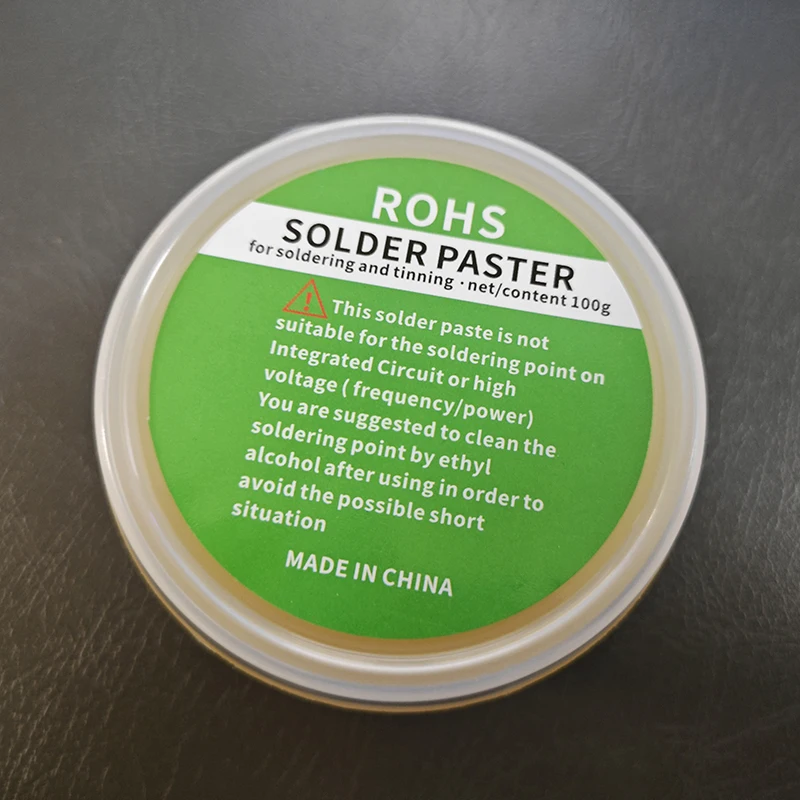 ROHS
SOLDER PASTER
for soldering and tinning · net/content 100g
This solder paste is not
suitable for the soldering point on
Integrated Circuit or high
voltage ( frequency/power)
You are suggested to clean the
soldering point by ethyl
alcohol after using in order to
avoid the possible short
situation
MADE IN CHINA